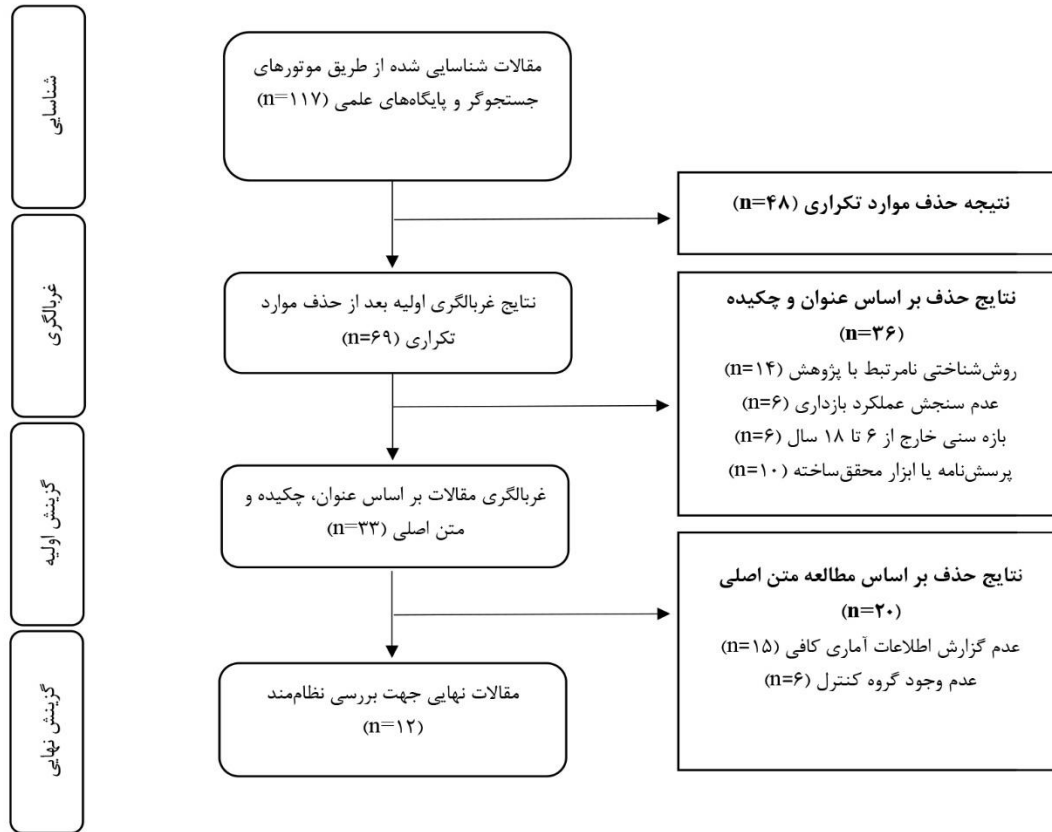 شناسایی
مقالات شناسایی شده از طریق موتورهای
جستجوگر و پایگاه‌های علمی (n=۱۱۷)
نتیجه حذف موارد تکراری (n=۴۸)
غربالگری
نتایج غربالگری اولیه بعد از حذف موارد
تکراری (n=۶۹)
نتایج حذف بر اساس عنوان و چکیده
(n=۳۶)
روش‌شناختی نامرتبط با پژوهش (n=۱۴)
عدم سنجش عملکرد بازداری (n=۶)
بازه سنی خارج از ۶ تا ۱۸ سال (n=۶)
پرسش‌نامه یا ابزار محقق‌ساخته (n=۱۰)
گزینش اولیه
غربالگری مقالات بر اساس عنوان، چکیده و
متن اصلی (n=۳۳)
نتایج حذف بر اساس مطالعه متن اصلی
(n=۲۰)
عدم گزارش اطلاعات آماری کافی (n=۱۵)
عدم وجود گروه کنترل (n=۶)
گزینش نهایی
مقالات نهایی جهت بررسی نظام‌مند
(n=۱۲)